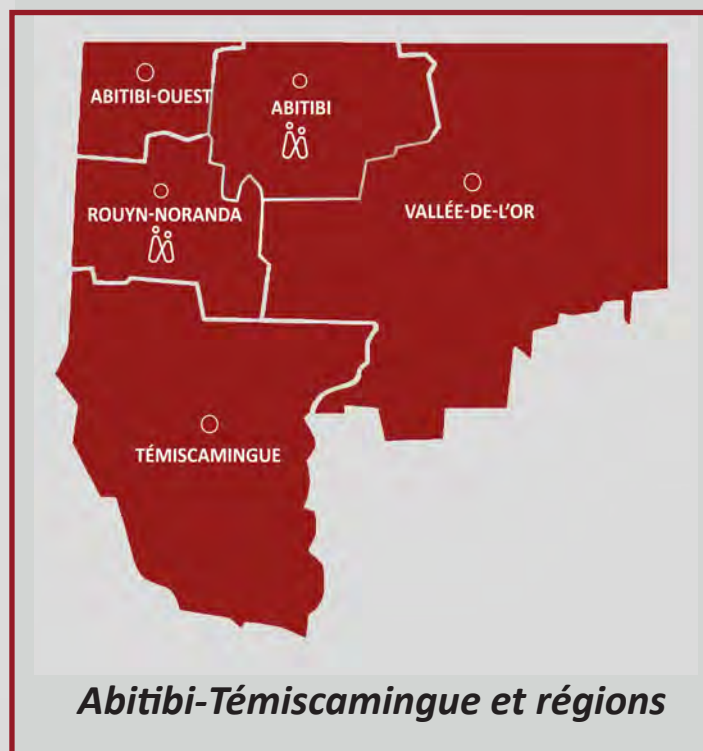 ABITIBI-OUEST
ABITIBI
ROUYN-NORANDA
VALLÉE-DE-L'OR
TÉMISCAMINGUE
Abitibi-Témiscamingue et régions